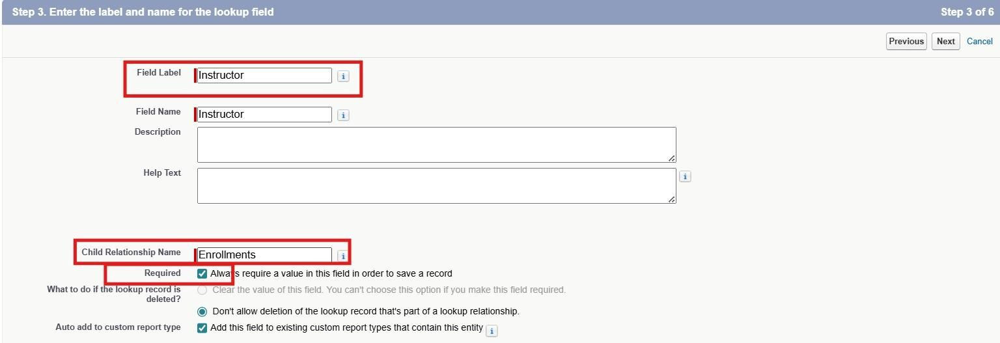 Step 3. Enter the label and name for the lookup field Step 3 of 6
Previous Next Cancel
Field Label Instructor i
Field Name Instructor i
Description
Help Text i
Child Relationship Name Enrollments i
Required Always require a value in this field in order to save a record
What to do if the lookup record is deleted? Clear the value of this field. You can't choose this option if you make this field required.
Don't allow deletion of the lookup record that's part of a lookup relationship.
Auto add to custom report type Add this field to existing custom report types that contain this entity i